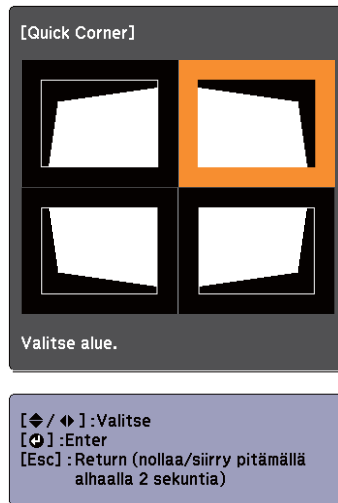 [Quick Corner]
Valitse alue.
[◆/◆] :Valitse
[↵] :Enter
[Esc] :Return (nollaa/siirry pitämällä
alhaalla 2 sekuntia)